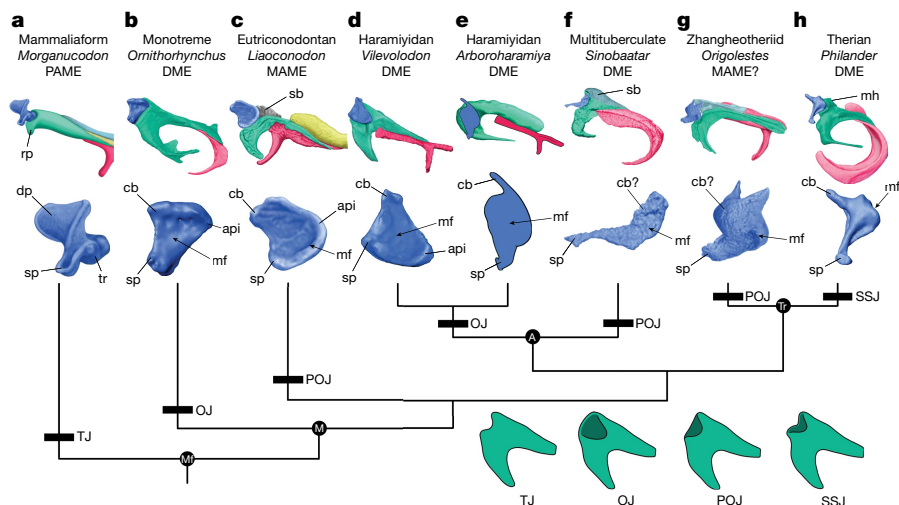 a
Mammaliaform
Morganucodon
PAME
b
Monotreme
Ornithorhynchus
DME
c
Eutriconodontan
Liaoconodon
MAME
d
Haramiyidan
Vilevolodon
DME
e
Haramiyidan
Arboroharamiya
DME
f
Multituberculate
Sinobaatar
DME
g
Zhangheotheriid
Origolestes
MAME?
h
Therian
Philander
DME
rp
sb
sb
mh
dp
sp
tr
cb
api
mf
sp
cb
api
mf
sp
cb
mf
sp
api
cb
mf
sp
cb?
sp
mf
cb?
mf
sp
cb
mf
sp
TJ
OJ
POJ
OJ
POJ
POJ
SSJ
Tr
A
M
Mf
TJ
OJ
POJ
SSJ